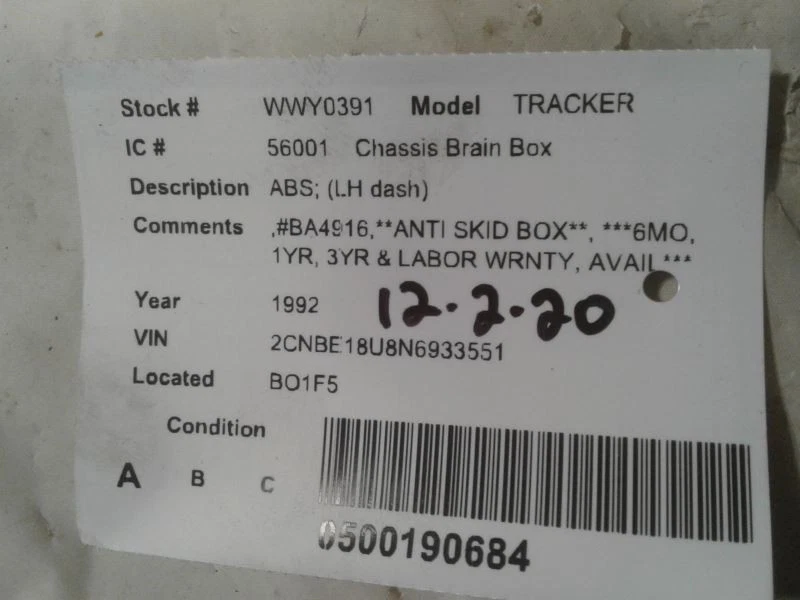 Stock # WWY0391 Model TRACKER
IC # 56001 Chassis Brain Box
Description ABS; (LH dash)
Comments ,#BA4916,**ANTI SKID BOX**, ***6MO,
1YR, 3YR & LABOR WRNTY, AVAIL***
Year 1992 12.2.20
VIN 2CNBE18U8N6933551
Located BO1F5
Condition
A B C
0500190684